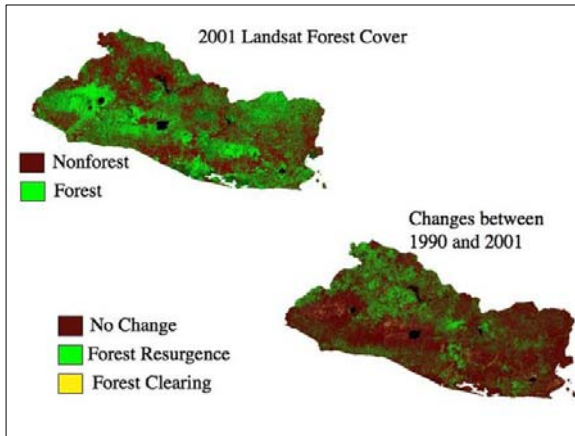 2001 Landsat Forest Cover
Nonforest
Forest
Changes between
1990 and 2001
No Change
Forest Resurgence
Forest Clearing